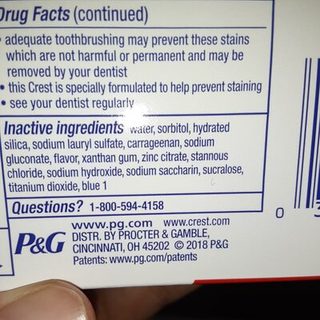 Drug Facts (continued)
• adequate toothbrushing may prevent these stains
which are not harmful or permanent and may be
removed by your dentist
• this Crest is specially formulated to help prevent staining
• see your dentist regularly
Inactive ingredients water, sorbitol, hydrated
silica, sodium lauryl sulfate, carrageenan, sodium
gluconate, flavor, xanthan gum, zinc citrate, stannous
chloride, sodium hydroxide, sodium saccharin, sucralose,
titanium dioxide, blue 1
Questions? 1-800-594-4158
P&G
www.pg.com www.crest.com
DISTR. BY PROCTER & GAMBLE,
CINCINNATI, OH 45202 © 2018 P&G
Patents: www.pg.com/patents
0